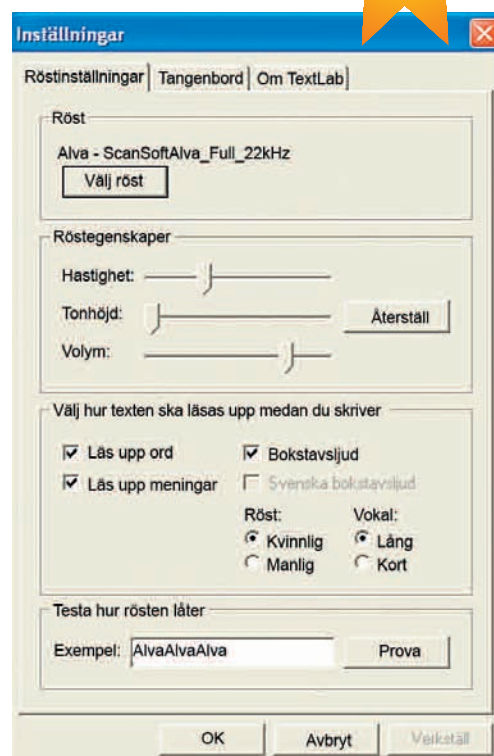 Inställningar
Röstinställningar Tangenbord Om TextLab
Röst
Alva - ScanSoftAlva_Full_22kHz
Välj röst
Röstegenskaper
Hastighet:
Tonhöjd:
Återställ
Volym:
Välj hur texten ska läsas upp medan du skriver
Läs upp ord Bokstavsljud
Läs upp meningar Svenska bokstavsljud
Röst: Vokal:
Kvinnlig Lång
Manlig Kort
Testa hur rösten låter
Exempel: AlvaAlvaAlva Prova
OK Avbryt Verkställ